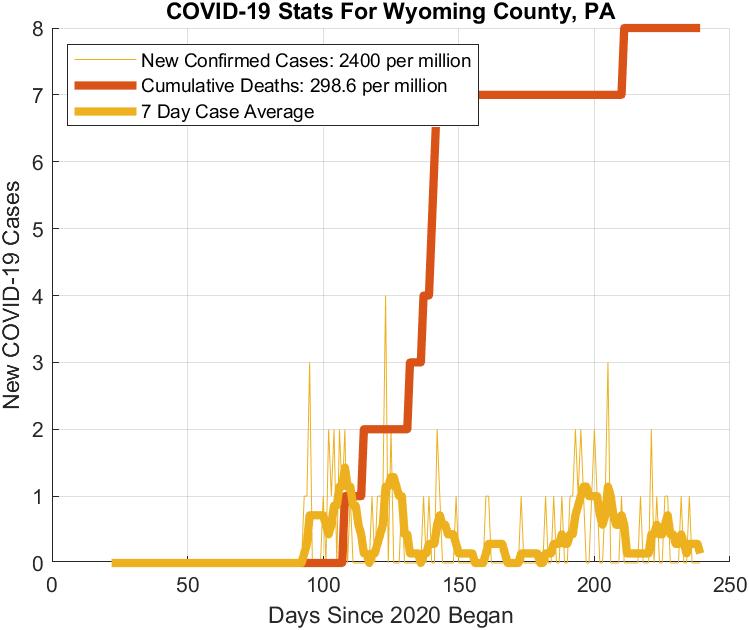 COVID-19 Stats For Wyoming County, PA
New Confirmed Cases: 2400 per million
Cumulative Deaths: 298.6 per million
7 Day Case Average
New COVID-19 Cases
8
7
6
5
4
3
2
1
0
0 50 100 150 200 250
Days Since 2020 Began